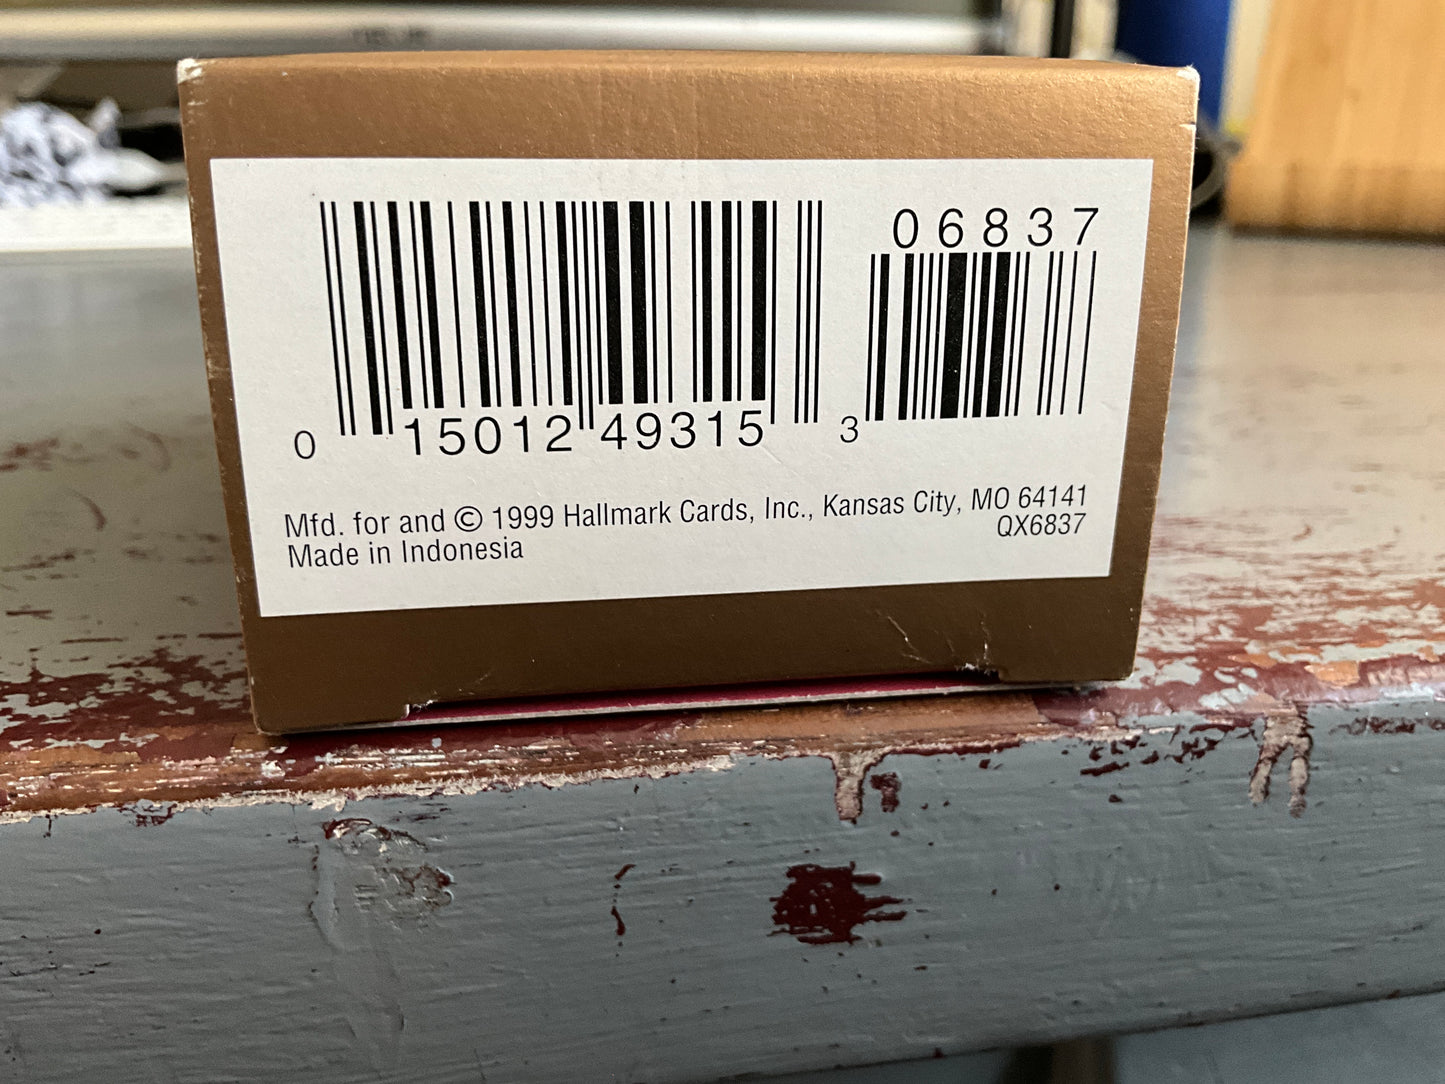 06837
0 15012 49315 3
Mfd. for and © 1999 Hallmark Cards, Inc., Kansas City, MO 64141
QX6837
Made in Indonesia